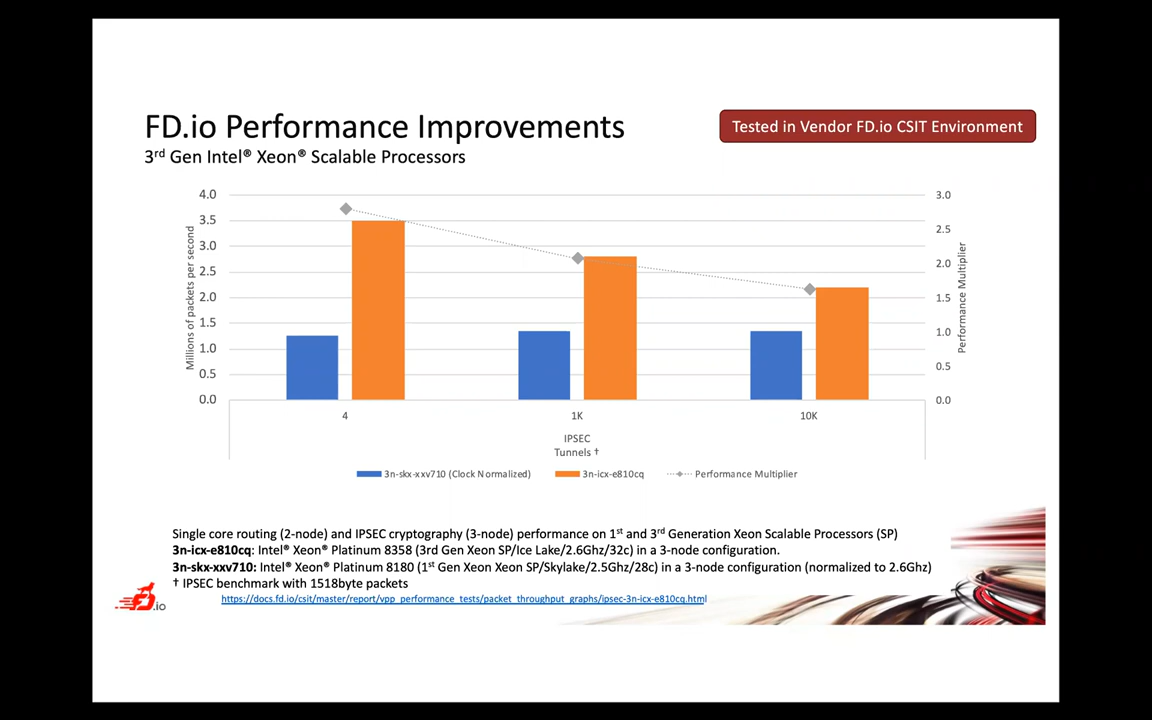 FD.io Performance Improvements
Tested in Vendor FD.io CSIT Environment
3rd Gen Intel® Xeon® Scalable Processors
4.0
3.5
3.0
2.5
2.0
1.5
1.0
0.5
0.0
Millions of packets per second
3.0
2.5
2.0
1.5
1.0
0.5
0.0
Performance Multiplier
4
1K
10K
IPSEC
Tunnels †
3n-skx-xxv710 (Clock Normalized)
3n-icx-e810cq
Performance Multiplier
Single core routing (2-node) and IPSEC cryptography (3-node) performance on 1st and 3rd Generation Xeon Scalable Processors (SP)
3n-icx-e810cq: Intel® Xeon® Platinum 8358 (3rd Gen Xeon SP/Ice Lake/2.6Ghz/32c) in a 3-node configuration.
3n-skx-xxv710: Intel® Xeon® Platinum 8180 (1st Gen Xeon Xeon SP/Skylake/2.5Ghz/28c) in a 3-node configuration (normalized to 2.6Ghz)
† IPSEC benchmark with 1518byte packets
https://docs.fd.io/csit/master/report/vpp_performance_tests/packet_throughput_graphs/ipsec-3n-icx-e810cq.html
fd.io